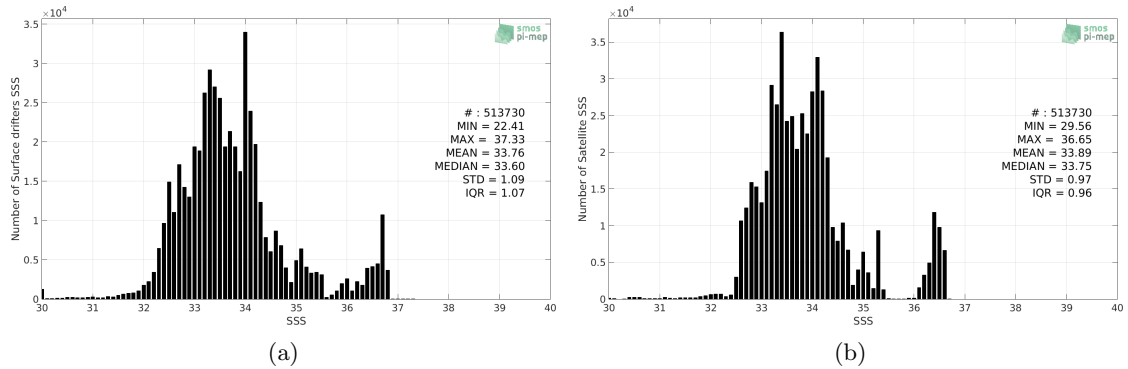 ×10⁴
3.5
3
2.5
2
1.5
1
0.5
0
Number of Surface drifters SSS
30 31 32 33 34 35 36 37 38 39 40
SSS
smos
pi-mep
# : 513730
MIN = 22.41
MAX = 37.33
MEAN = 33.76
MEDIAN = 33.60
STD = 1.09
IQR = 1.07
(a)
×10⁴
3.5
3
2.5
2
1.5
1
0.5
0
Number of Satellite SSS
30 31 32 33 34 35 36 37 38 39 40
SSS
smos
pi-mep
# : 513730
MIN = 29.56
MAX = 36.65
MEAN = 33.89
MEDIAN = 33.75
STD = 0.97
IQR = 0.96
(b)